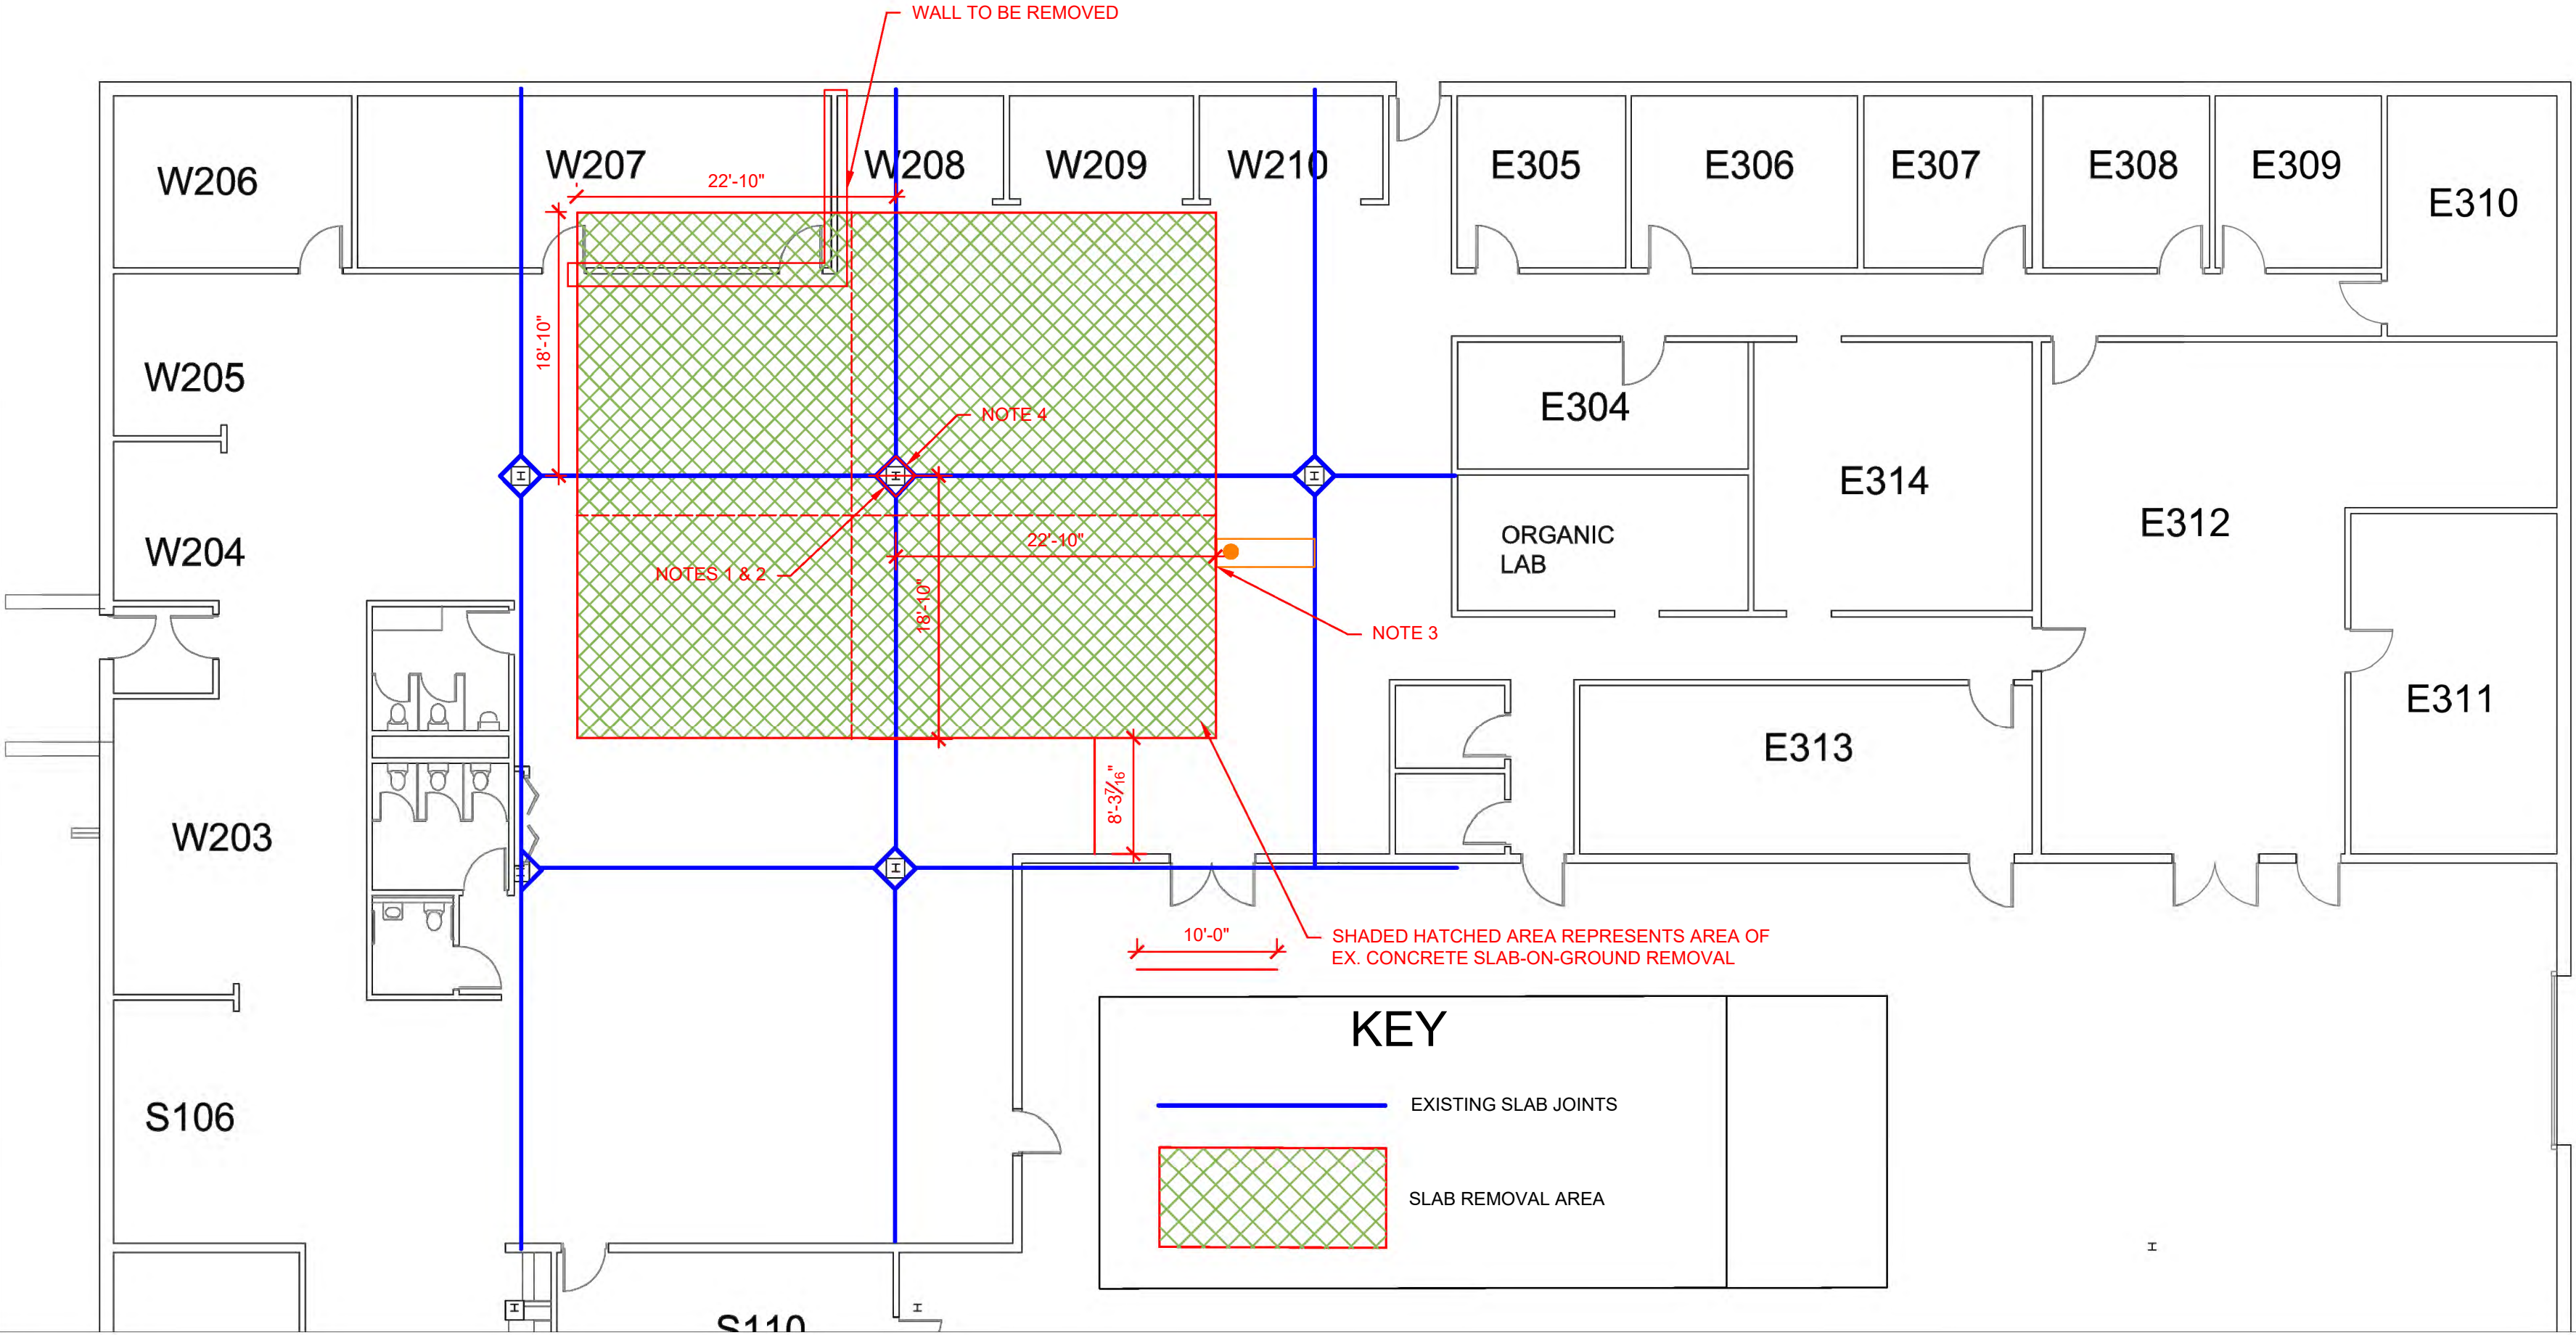 WALL TO BE REMOVED
W206
W207
W208
W209
W210
E305
E306
E307
E308
E309
E310
22'-10"
18'-10"
W205
NOTE 4
E304
E314
E312
W204
ORGANIC
LAB
22'-10"
NOTES 1 & 2
18'-10"
NOTE 3
E311
E313
8'-3 7/16"
W203
10'-0"
SHADED HATCHED AREA REPRESENTS AREA OF
EX. CONCRETE SLAB-ON-GROUND REMOVAL
KEY
EXISTING SLAB JOINTS
SLAB REMOVAL AREA
S106
S110